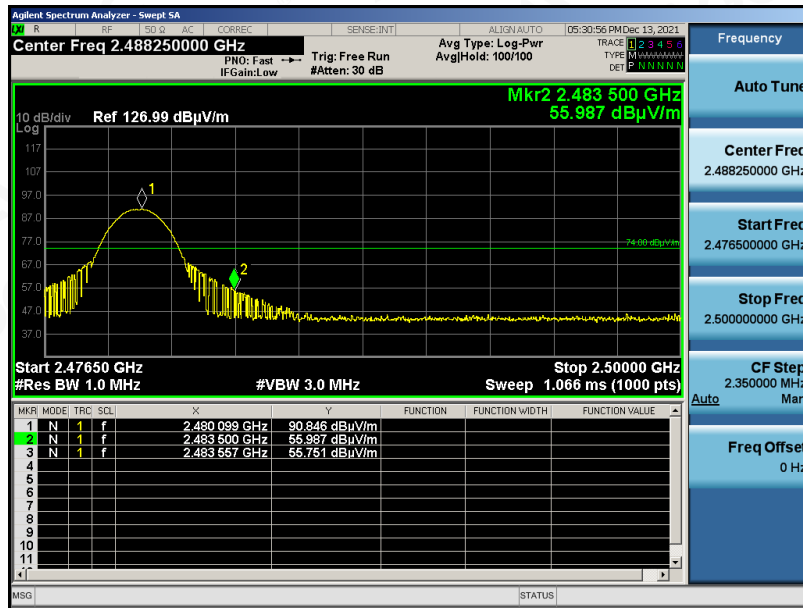 Agilent Spectrum Analyzer - Swept SA
LXI R RF 50 Ω AC CORREC SENSE:INT ALIGN AUTO 05:30:56 PM Dec 13, 2021
Center Freq 2.488250000 GHz
PNO: Fast
IFGain:Low
Trig: Free Run
#Atten: 30 dB
Avg Type: Log-Pwr
Avg|Hold: 100/100
TRACE 1 2 3 4 5 6
TYPE M
DET P N N N N N
Mkr2 2.483 500 GHz
55.987 dBµV/m
10 dB/div Ref 126.99 dBµV/m
Log
117
107
97.0
87.0
77.0
67.0
57.0
47.0
37.0
1
2
74.00 dBµV/m
Start 2.47650 GHz Stop 2.50000 GHz
#Res BW 1.0 MHz #VBW 3.0 MHz Sweep 1.066 ms (1000 pts)
MKR MODE TRC SCL X Y FUNCTION FUNCTION WIDTH FUNCTION VALUE
1 N 1 f 2.480 099 GHz 90.846 dBµV/m
2 N 1 f 2.483 500 GHz 55.987 dBµV/m
3 N 1 f 2.483 557 GHz 55.751 dBµV/m
4
5
6
7
8
9
10
11
MSG STATUS
Frequency
Auto Tune
Center Freq
2.488250000 GHz
Start Freq
2.476500000 GHz
Stop Freq
2.500000000 GHz
CF Step
2.350000 MHz
Auto Man
Freq Offset
0 Hz